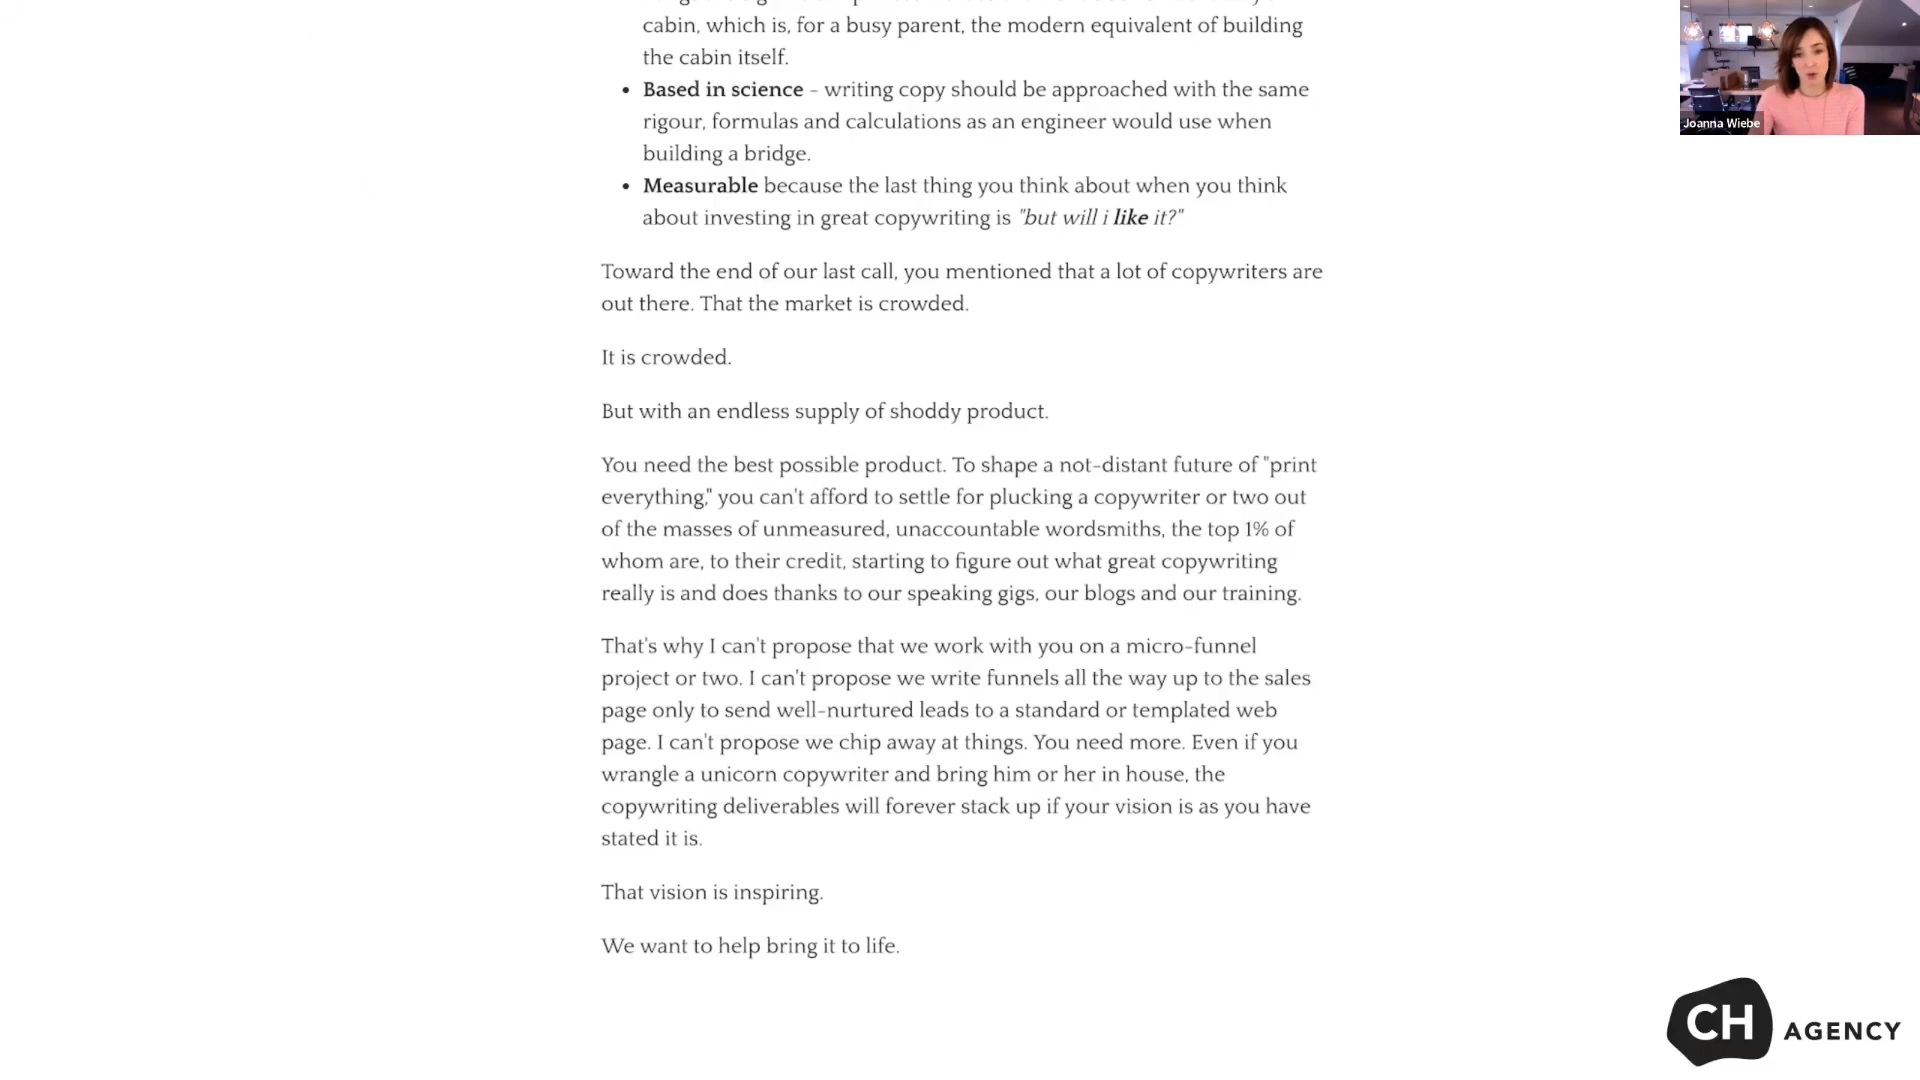 cabin, which is, for a busy parent, the modern equivalent of building
the cabin itself.
• Based in science - writing copy should be approached with the same
rigour, formulas and calculations as an engineer would use when
building a bridge.
• Measurable because the last thing you think about when you think
about investing in great copywriting is "but will i like it?"
Toward the end of our last call, you mentioned that a lot of copywriters are
out there. That the market is crowded.
It is crowded.
But with an endless supply of shoddy product.
You need the best possible product. To shape a not-distant future of "print
everything," you can't afford to settle for plucking a copywriter or two out
of the masses of unmeasured, unaccountable wordsmiths, the top 1% of
whom are, to their credit, starting to figure out what great copywriting
really is and does thanks to our speaking gigs, our blogs and our training.
That's why I can't propose that we work with you on a micro-funnel
project or two. I can't propose we write funnels all the way up to the sales
page only to send well-nurtured leads to a standard or templated web
page. I can't propose we chip away at things. You need more. Even if you
wrangle a unicorn copywriter and bring him or her in house, the
copywriting deliverables will forever stack up if your vision is as you have
stated it is.
That vision is inspiring.
We want to help bring it to life.
Joanna Wiebe
CH AGENCY